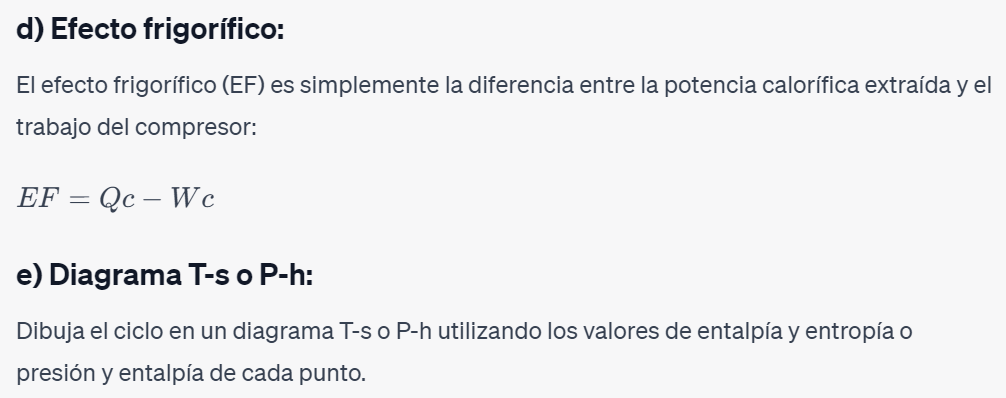 d) Efecto frigorífico:
El efecto frigorífico (EF) es simplemente la diferencia entre la potencia calorífica extraída y el
trabajo del compresor:
EF = Qc − Wc
e) Diagrama T-s o P-h:
Dibuja el ciclo en un diagrama T-s o P-h utilizando los valores de entalpía y entropía o
presión y entalpía de cada punto.